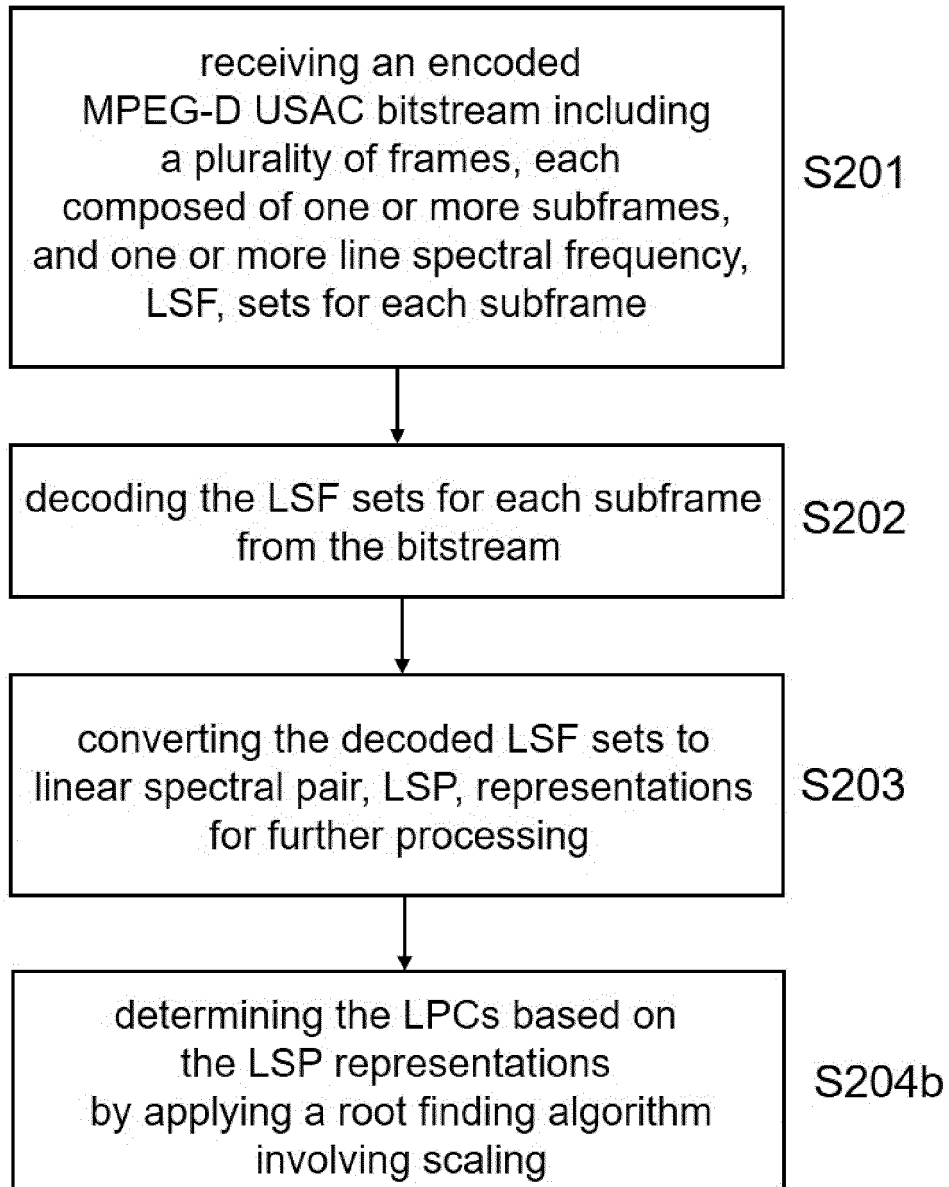 receiving an encoded
MPEG-D USAC bitstream including
a plurality of frames, each
composed of one or more subframes,
and one or more line spectral frequency,
LSF, sets for each subframe
S201
decoding the LSF sets for each subframe
from the bitstream
S202
converting the decoded LSF sets to
linear spectral pair, LSP, representations
for further processing
S203
determining the LPCs based on
the LSP representations
by applying a root finding algorithm
involving scaling
S204b